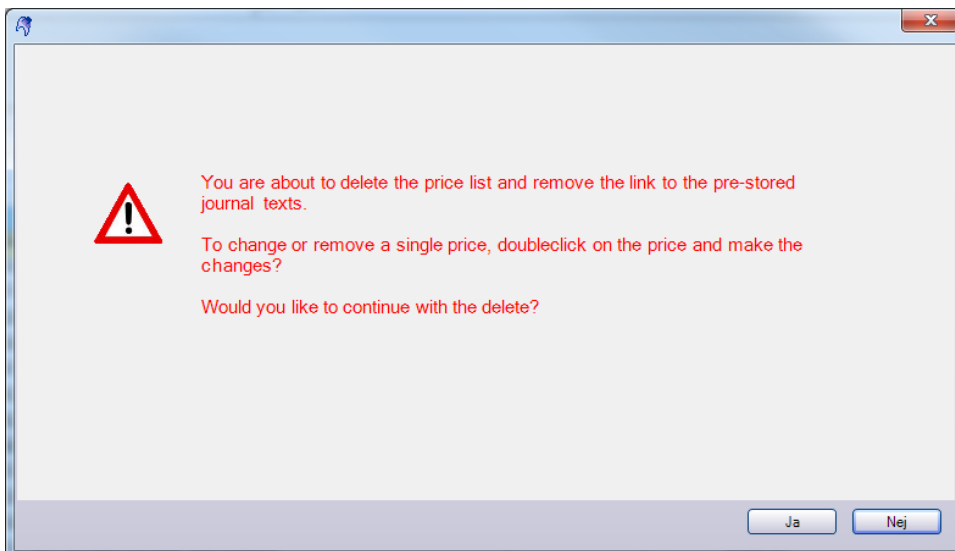 You are about to delete the price list and remove the link to the pre-stored
journal texts.
To change or remove a single price, doubleclick on the price and make the
changes?
Would you like to continue with the delete?
Ja
Nej